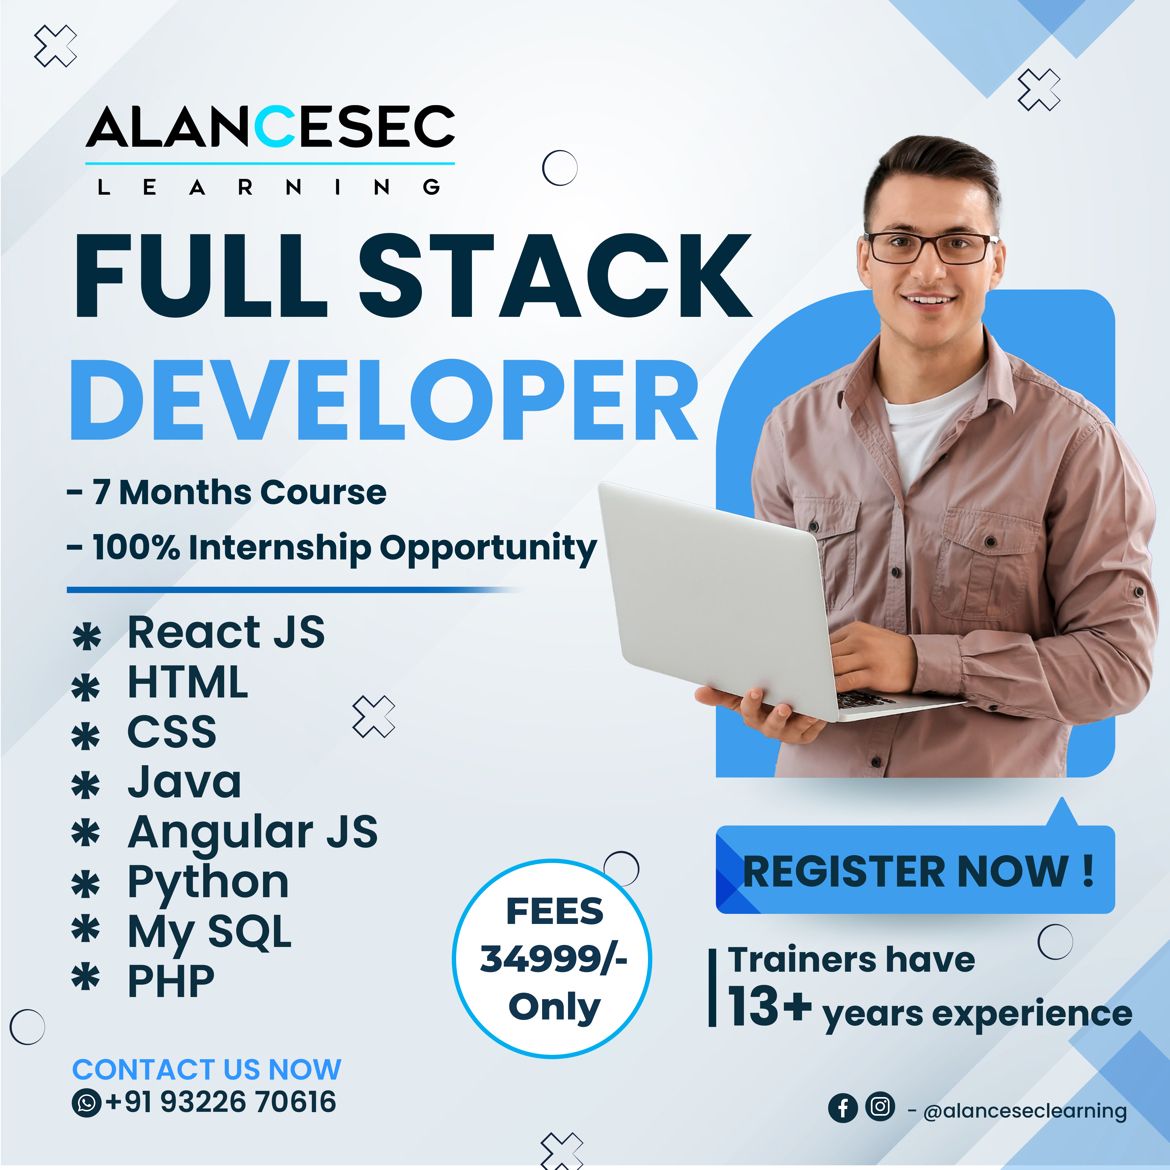 ALANCESEC
LEARNING
FULL STACK
DEVELOPER
- 7 Months Course
- 100% Internship Opportunity
* React JS
* HTML
* CSS
* Java
* Angular JS
* Python
* My SQL
* PHP
FEES
34999/-
Only
REGISTER NOW !
Trainers have
13+ years experience
CONTACT US NOW
+91 93226 70616
- @alanceseclearning